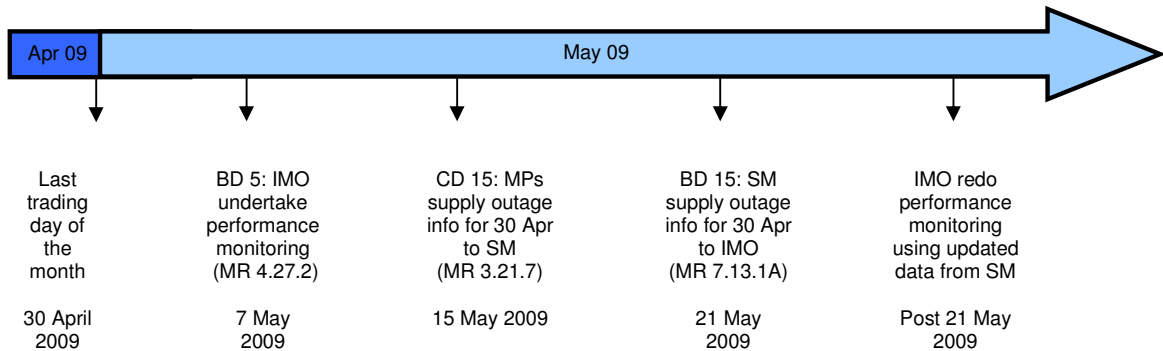 Apr 09
May 09
Last
trading
day of
the
month
30 April
2009
BD 5: IMO
undertake
performance
monitoring
(MR 4.27.2)
7 May
2009
CD 15: MPs
supply outage
info for 30 Apr
to SM
(MR 3.21.7)
15 May 2009
BD 15: SM
supply outage
info for 30 Apr
to IMO
(MR 7.13.1A)
21 May
2009
IMO redo
performance
monitoring
using updated
data from SM
Post 21 May
2009